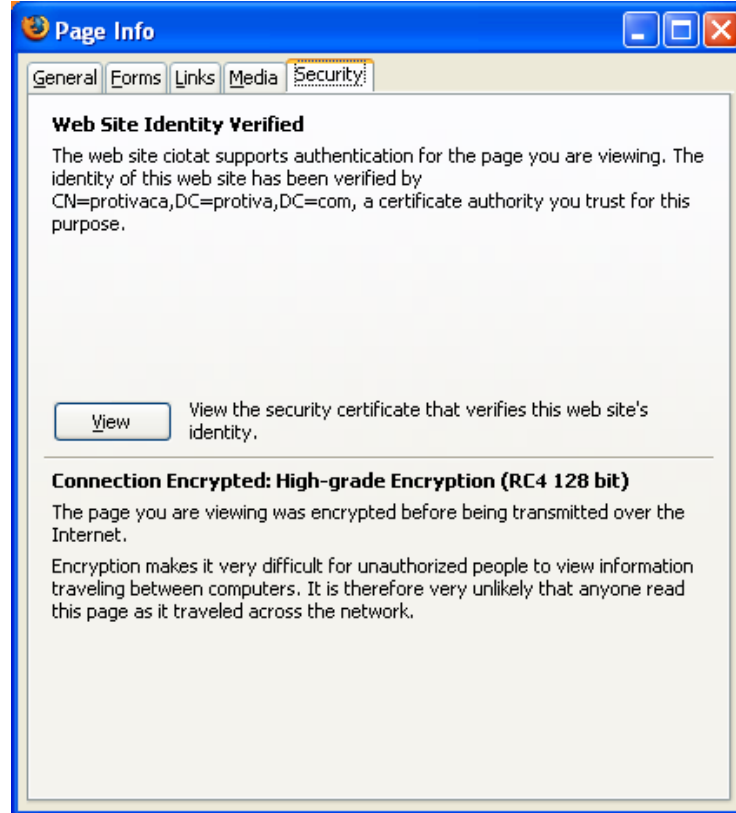 Page Info
General Forms Links Media Security
Web Site Identity Verified
The web site ciotat supports authentication for the page you are viewing. The
identity of this web site has been verified by
CN=protivaca,DC=protiva,DC=com, a certificate authority you trust for this
purpose.
View
View the security certificate that verifies this web site's
identity.
Connection Encrypted: High-grade Encryption (RC4 128 bit)
The page you are viewing was encrypted before being transmitted over the
Internet.
Encryption makes it very difficult for unauthorized people to view information
traveling between computers. It is therefore very unlikely that anyone read
this page as it traveled across the network.